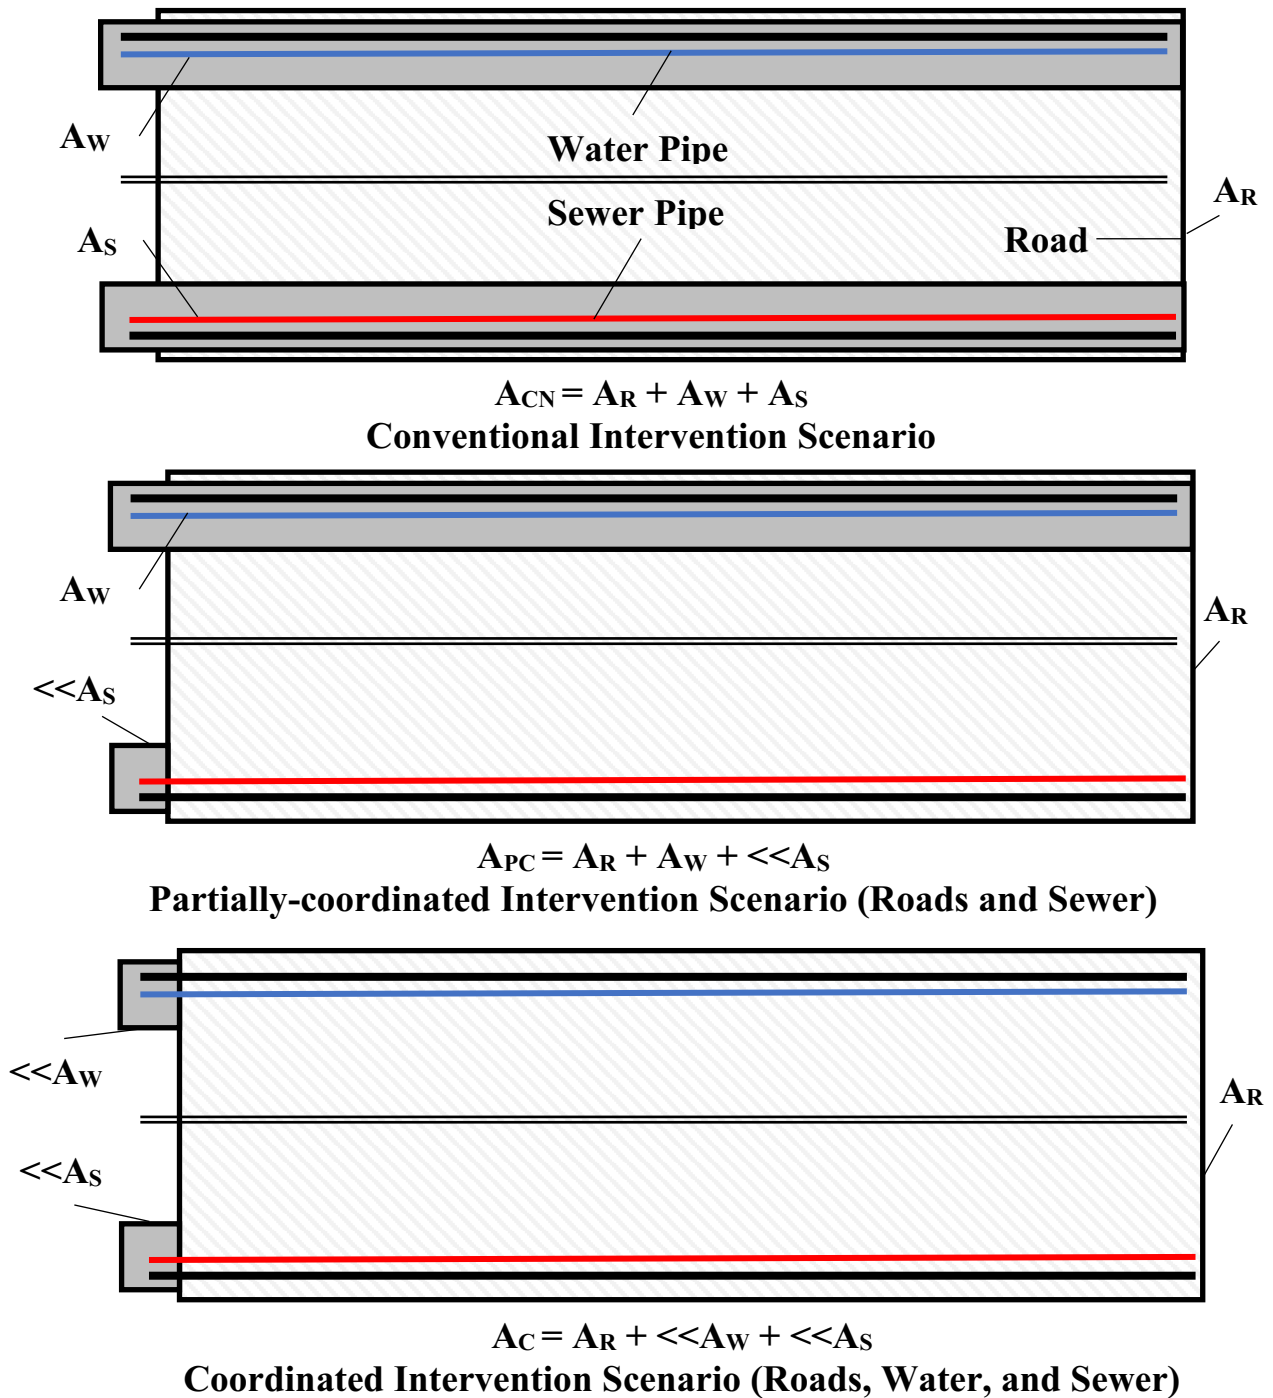 AW
Water Pipe
AR
Sewer Pipe
AS
Road
ACN = AR + AW + AS
Conventional Intervention Scenario
AW
AR
<<AS
APC = AR + AW + <<AS
Partially-coordinated Intervention Scenario (Roads and Sewer)
<<AW
AR
<<AS
AC = AR + <<AW + <<AS
Coordinated Intervention Scenario (Roads, Water, and Sewer)